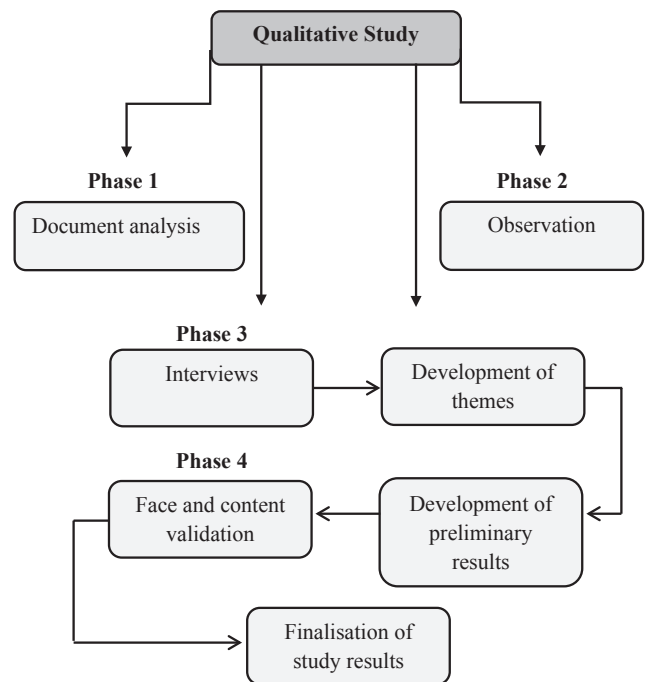 Qualitative Study
Phase 1
Document analysis
Phase 2
Observation
Phase 3
Interviews
Development of
themes
Phase 4
Face and content
validation
Development of
preliminary
results
Finalisation of
study results